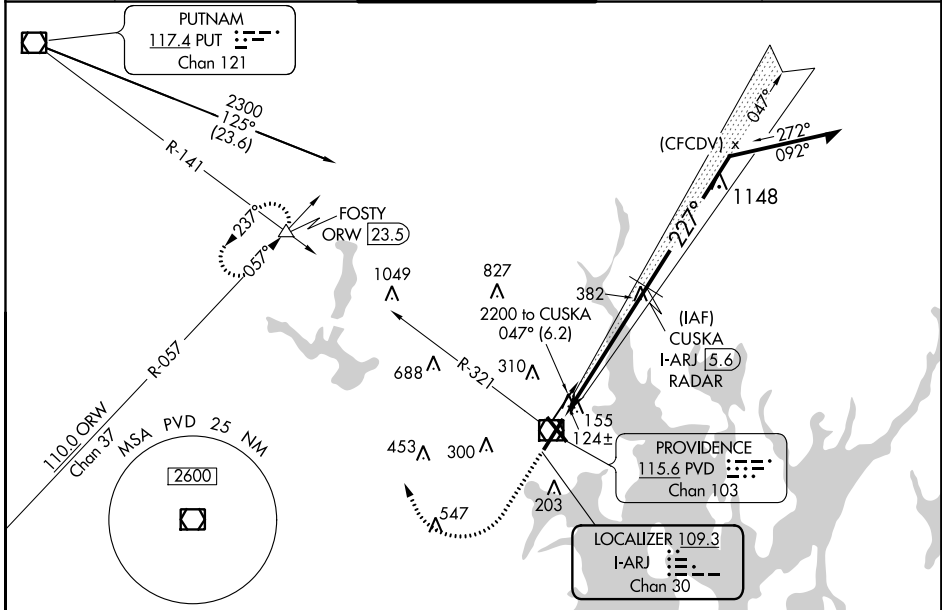 PUTNAM
117.4 PUT
Chan 121
2300
125°
(23.6)
R-141
FOSTY
ORW 23.5
237°
057°
R-057
110.0 ORW
Chan 37
MSA PVD 25 NM
2600
1049
827
2200 to CUSKA
047° (6.2)
R-321
688
310
453
300
547
203
155
124±
382
(IAF)
CUSKA
I-ARJ 5.6
RADAR
227°
047°
(CFCDV) x
272°
092°
1148
PROVIDENCE
115.6 PVD
Chan 103
LOCALIZER 109.3
I-ARJ
Chan 30